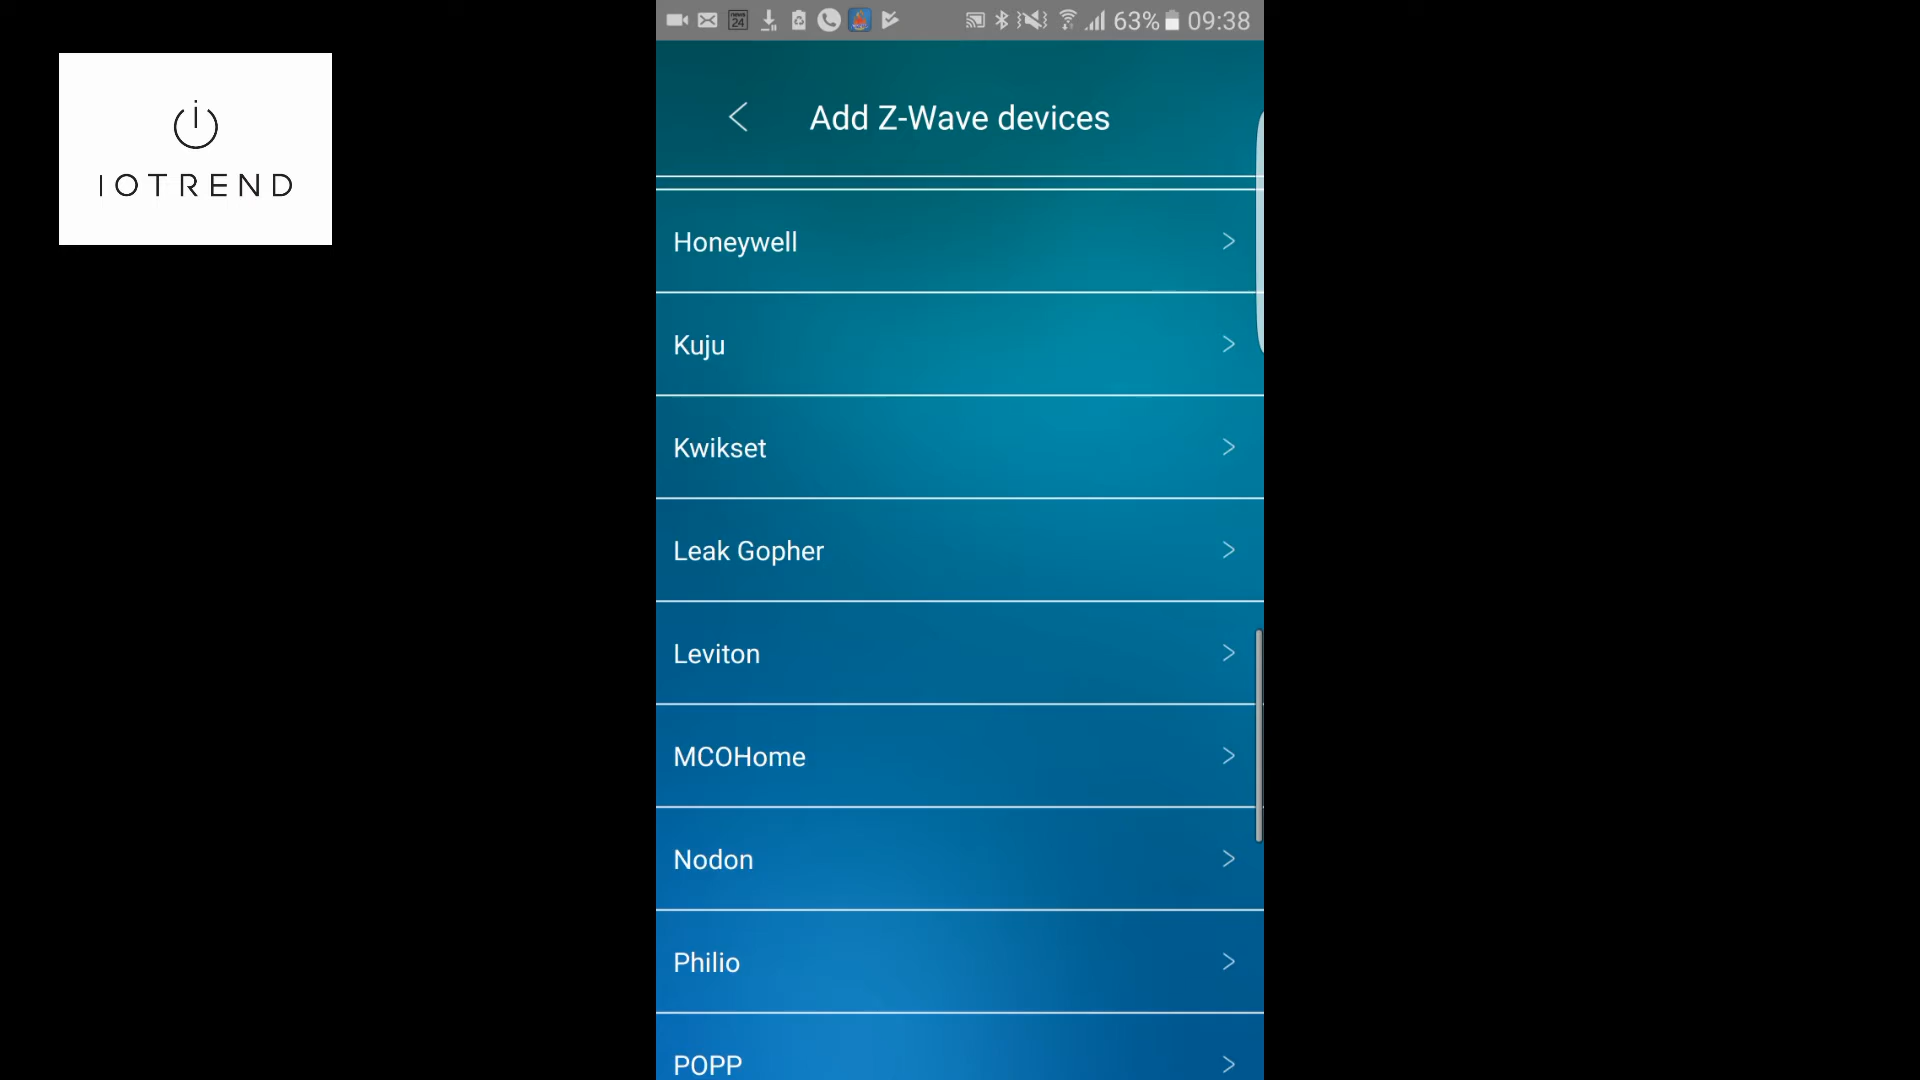 63% 09:38
IOTREND
Add Z-Wave devices
Honeywell
Kuju
Kwikset
Leak Gopher
Leviton
MCOHome
Nodon
Philio
POPP